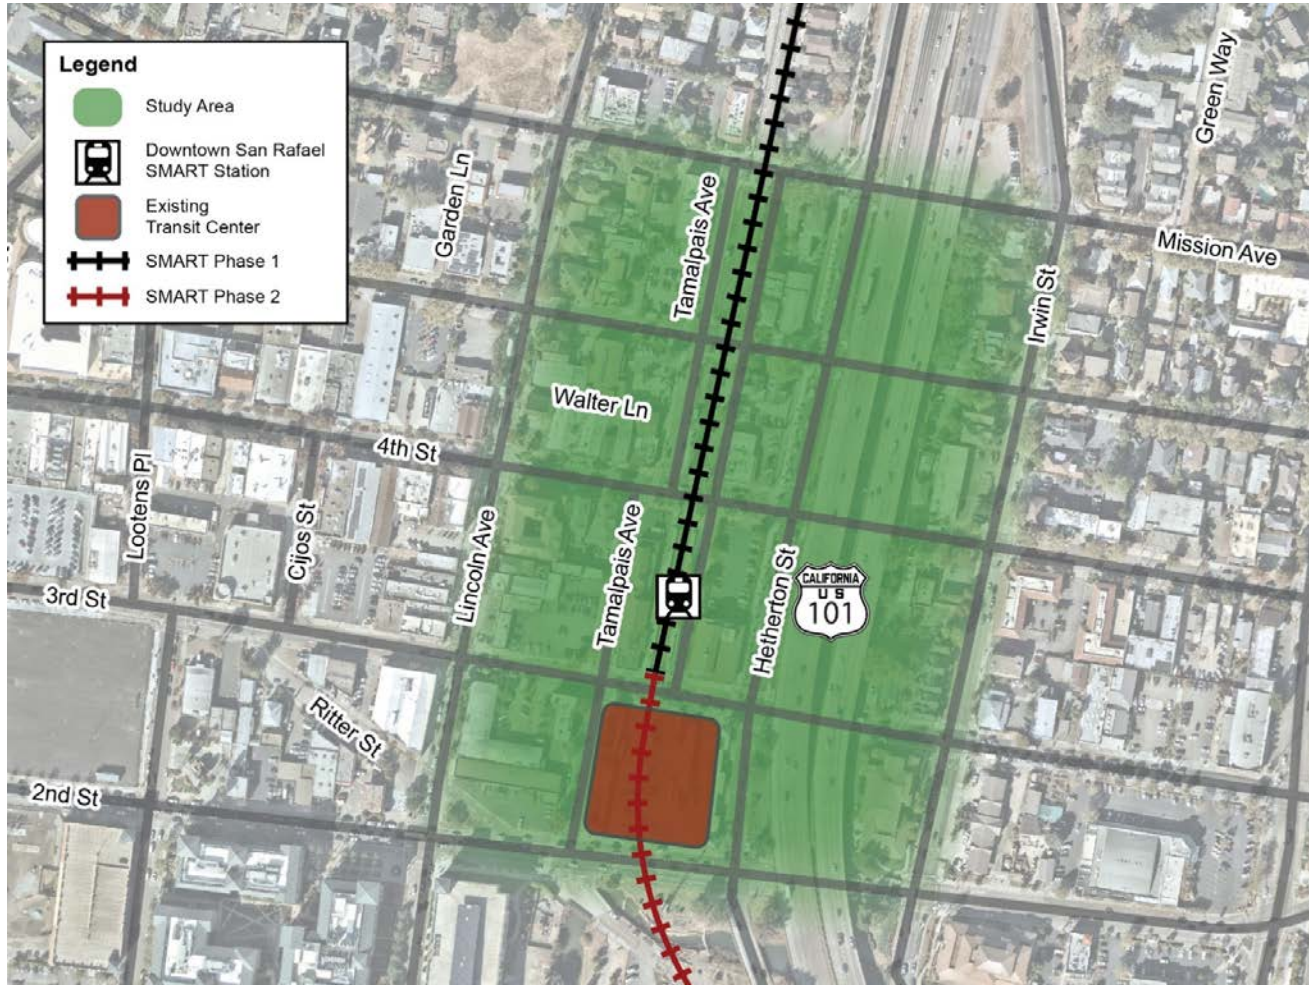 Legend
Study Area
Downtown San Rafael
SMART Station
Existing
Transit Center
SMART Phase 1
SMART Phase 2
Green Way
Garden Ln
Tamalpais Ave
Mission Ave
Irwin St
Walter Ln
4th St
Lootens Pl
Cijos St
Lincoln Ave
Tamalpais Ave
Hetherton St
CALIFORNIA
U S
101
3rd St
Ritter St
2nd St